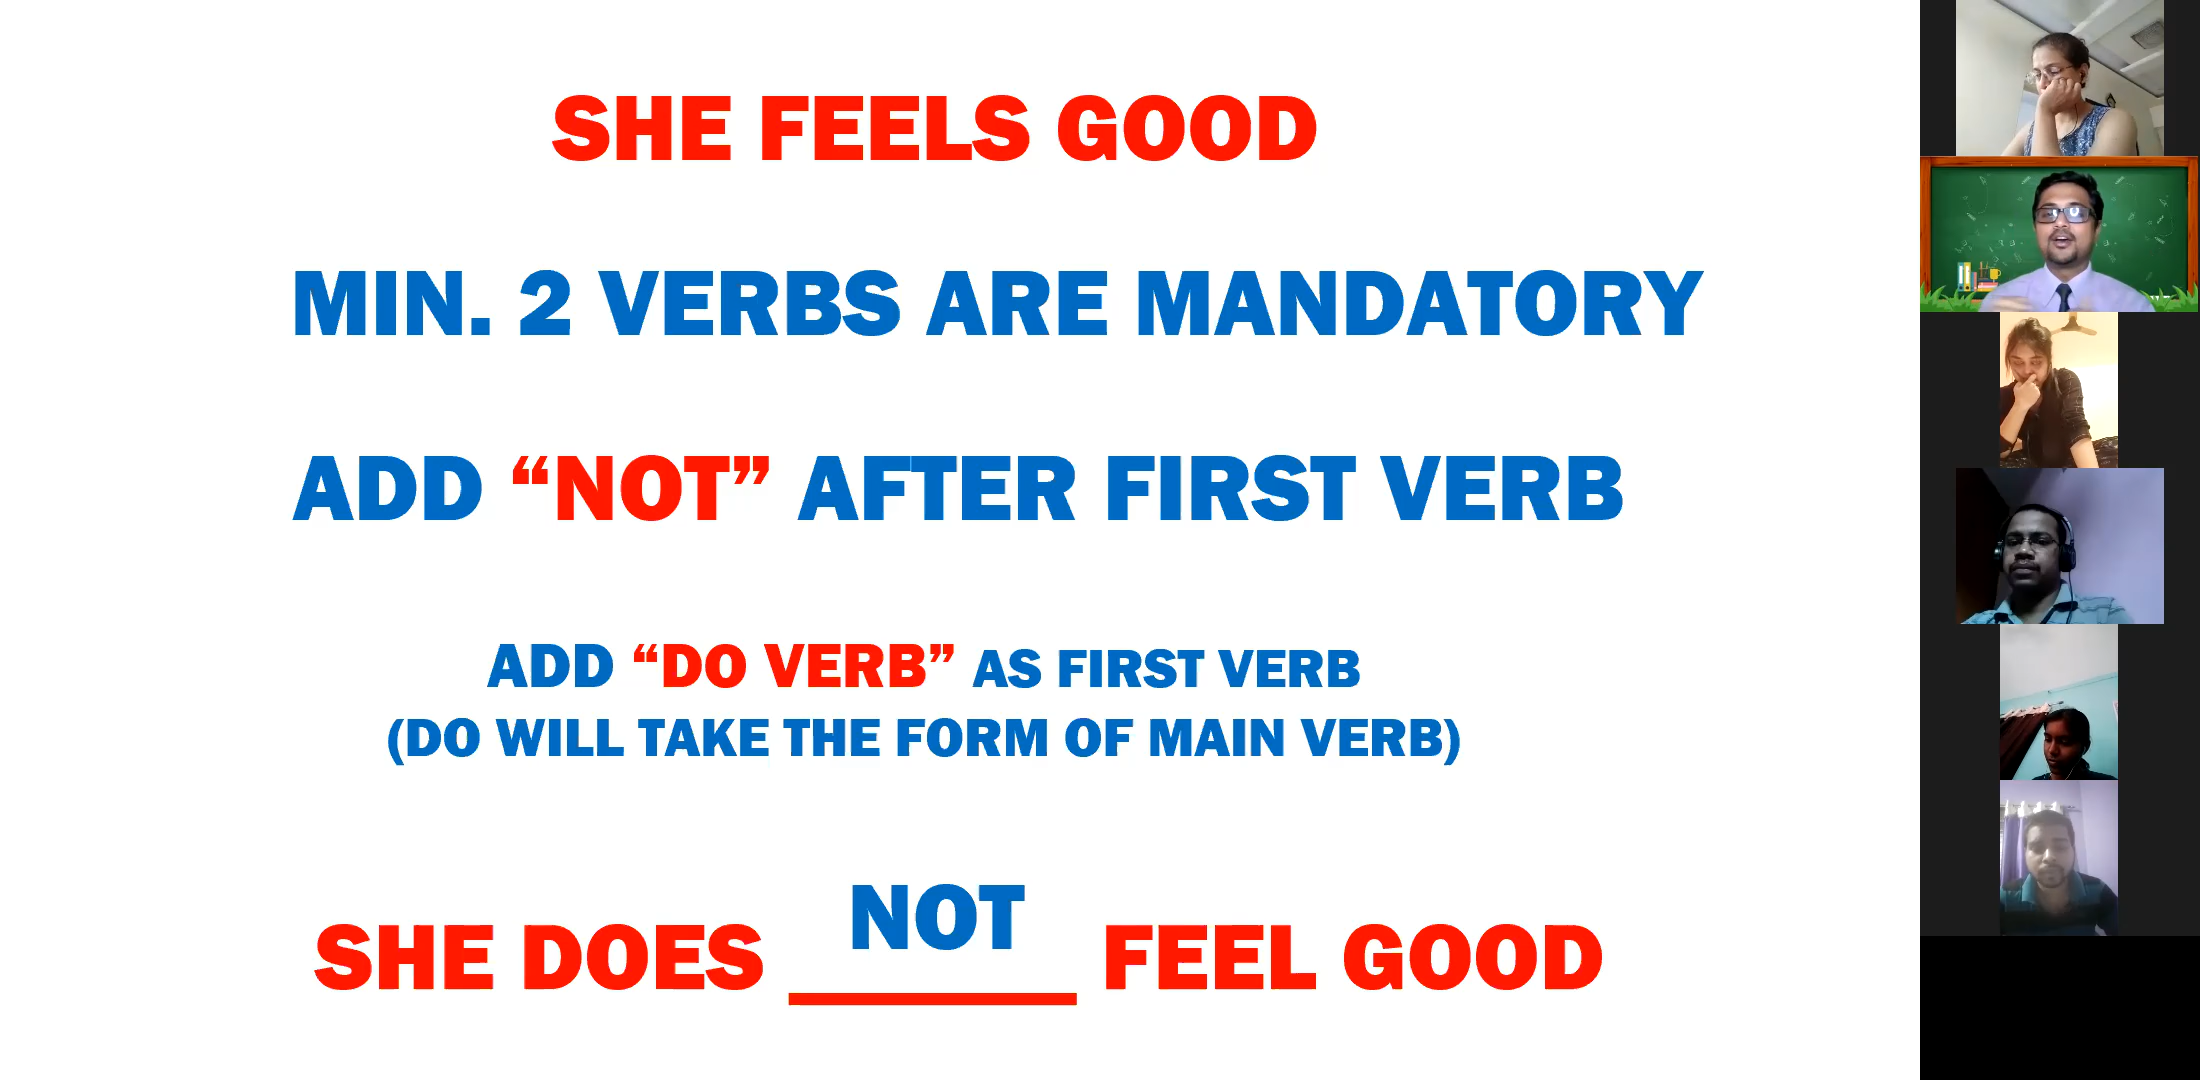 SHE FEELS GOOD
MIN. 2 VERBS ARE MANDATORY
ADD “NOT” AFTER FIRST VERB
ADD “DO VERB” AS FIRST VERB
(DO WILL TAKE THE FORM OF MAIN VERB)
SHE DOES NOT FEEL GOOD